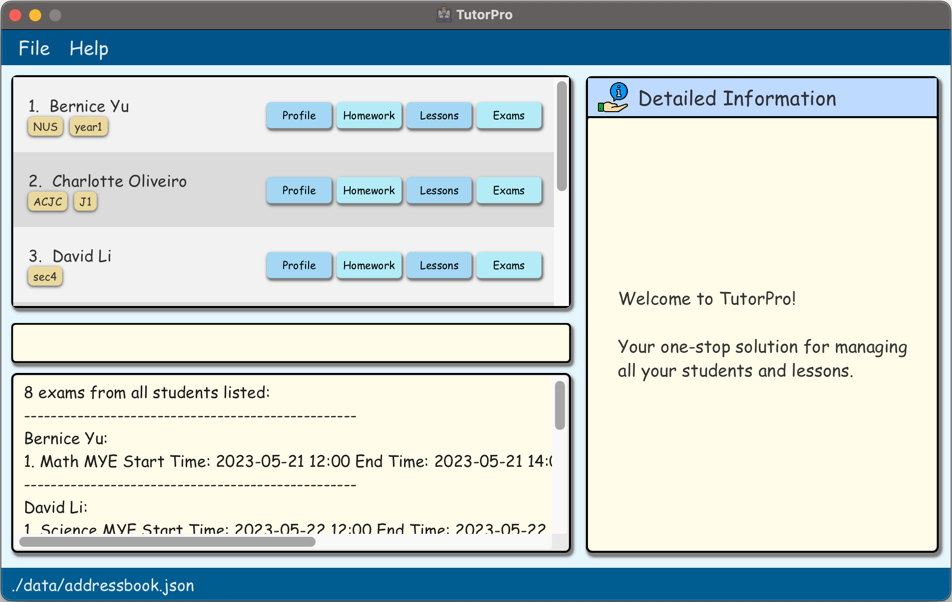 TutorPro
File Help
1. Bernice Yu
NUS year1
Profile Homework Lessons Exams
2. Charlotte Oliveiro
ACJC J1
Profile Homework Lessons Exams
3. David Li
sec4
Profile Homework Lessons Exams
8 exams from all students listed:
--------------------------------------------------
Bernice Yu:
1. Math MYE Start Time: 2023-05-21 12:00 End Time: 2023-05-21 14:0
--------------------------------------------------
David Li:
1. Science MYE Start Time: 2023-05-22 12:00 End Time: 2023-05-22
Detailed Information
Welcome to TutorPro!
Your one-stop solution for managing
all your students and lessons.
./data/addressbook.json